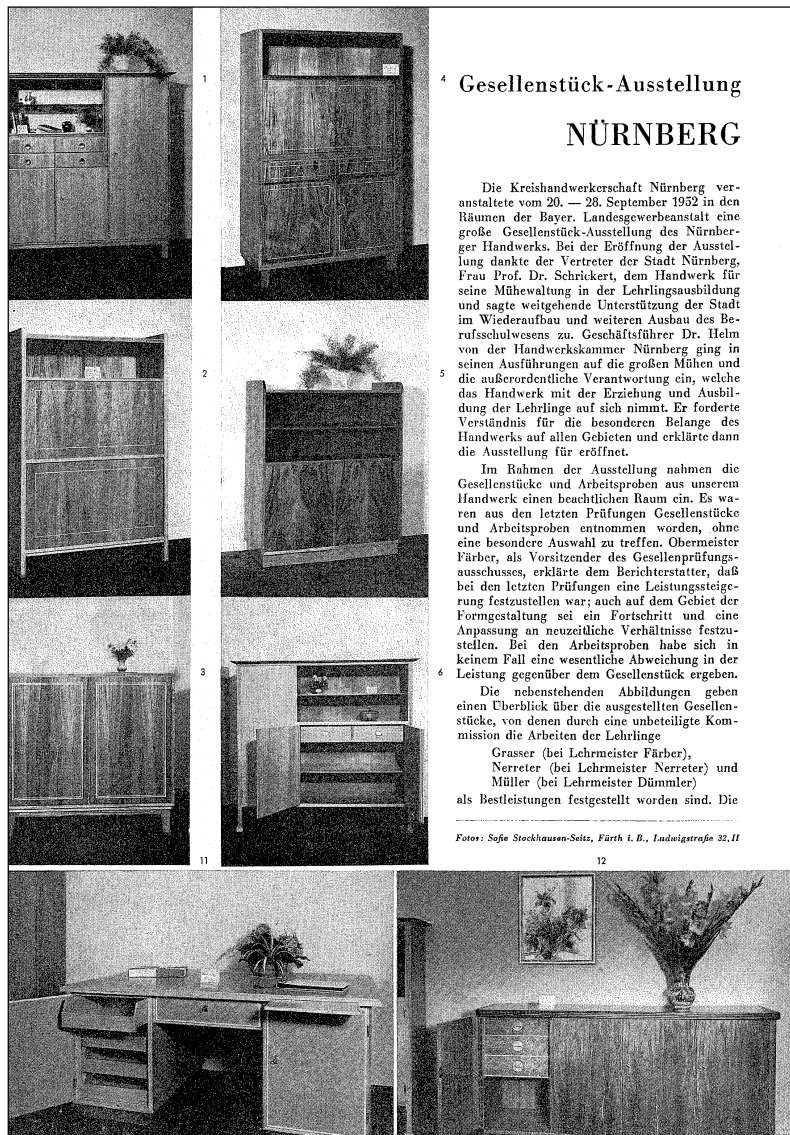 1
4
2
5
3
6
11
12
Gesellenstück-Ausstellung
NÜRNBERG
Die Kreishandwerkerschaft Nürnberg ver-
anstaltete vom 20. — 28. September 1952 in den
Räumen der Bayer. Landesgewerbeanstalt eine
große Gesellenstück-Ausstellung des Nürnber-
ger Handwerks. Bei der Eröffnung der Ausstel-
lung dankte der Vertreter der Stadt Nürnberg,
Frau Prof. Dr. Schrickert, dem Handwerk für
seine Mühewaltung in der Lehrlingsausbildung
und sagte weitgehende Unterstützung der Stadt
im Wiederaufbau und weiteren Ausbau des Be-
rufsschulwesens zu. Geschäftsführer Dr. Helm
von der Handwerkskammer Nürnberg ging in
seinen Ausführungen auf die großen Mühen und
die außerordentliche Verantwortung ein, welche
das Handwerk mit der Erziehung und Ausbil-
dung der Lehrlinge auf sich nimmt. Er forderte
Verständnis für die besonderen Belange des
Handwerks auf allen Gebieten und erklärte dann
die Ausstellung für eröffnet.
Im Rahmen der Ausstellung nahmen die
Gesellenstücke und Arbeitsproben aus unserem
Handwerk einen beachtlichen Raum ein. Es wa-
ren aus den letzten Prüfungen Gesellenstücke
und Arbeitsproben entnommen worden, ohne
eine besondere Auswahl zu treffen. Obermeister
Färber, als Vorsitzender des Gesellenprüfungs-
ausschusses, erklärte dem Berichterstatter, daß
bei den letzten Prüfungen eine Leistungssteige-
rung festzustellen war; auch auf dem Gebiet der
Formgestaltung sei ein Fortschritt und eine
Anpassung an neuzeitliche Verhältnisse festzu-
stellen. Bei den Arbeitsproben habe sich in
keinem Fall eine wesentliche Abweichung in der
Leistung gegenüber dem Gesellenstück ergeben.
Die nebenstehenden Abbildungen geben
einen Überblick über die ausgestellten Gesellen-
stücke, von denen durch eine unbeteiligte Kom-
mission die Arbeiten der Lehrlinge
Grasser (bei Lehrmeister Färber),
Nerreter (bei Lehrmeister Nerreter) und
Müller (bei Lehrmeister Dümmler)
als Bestleistungen festgestellt worden sind. Die
Fotos: Sofie Stockhausen-Seitz, Fürth i. B., Ludwigstraße 32, II